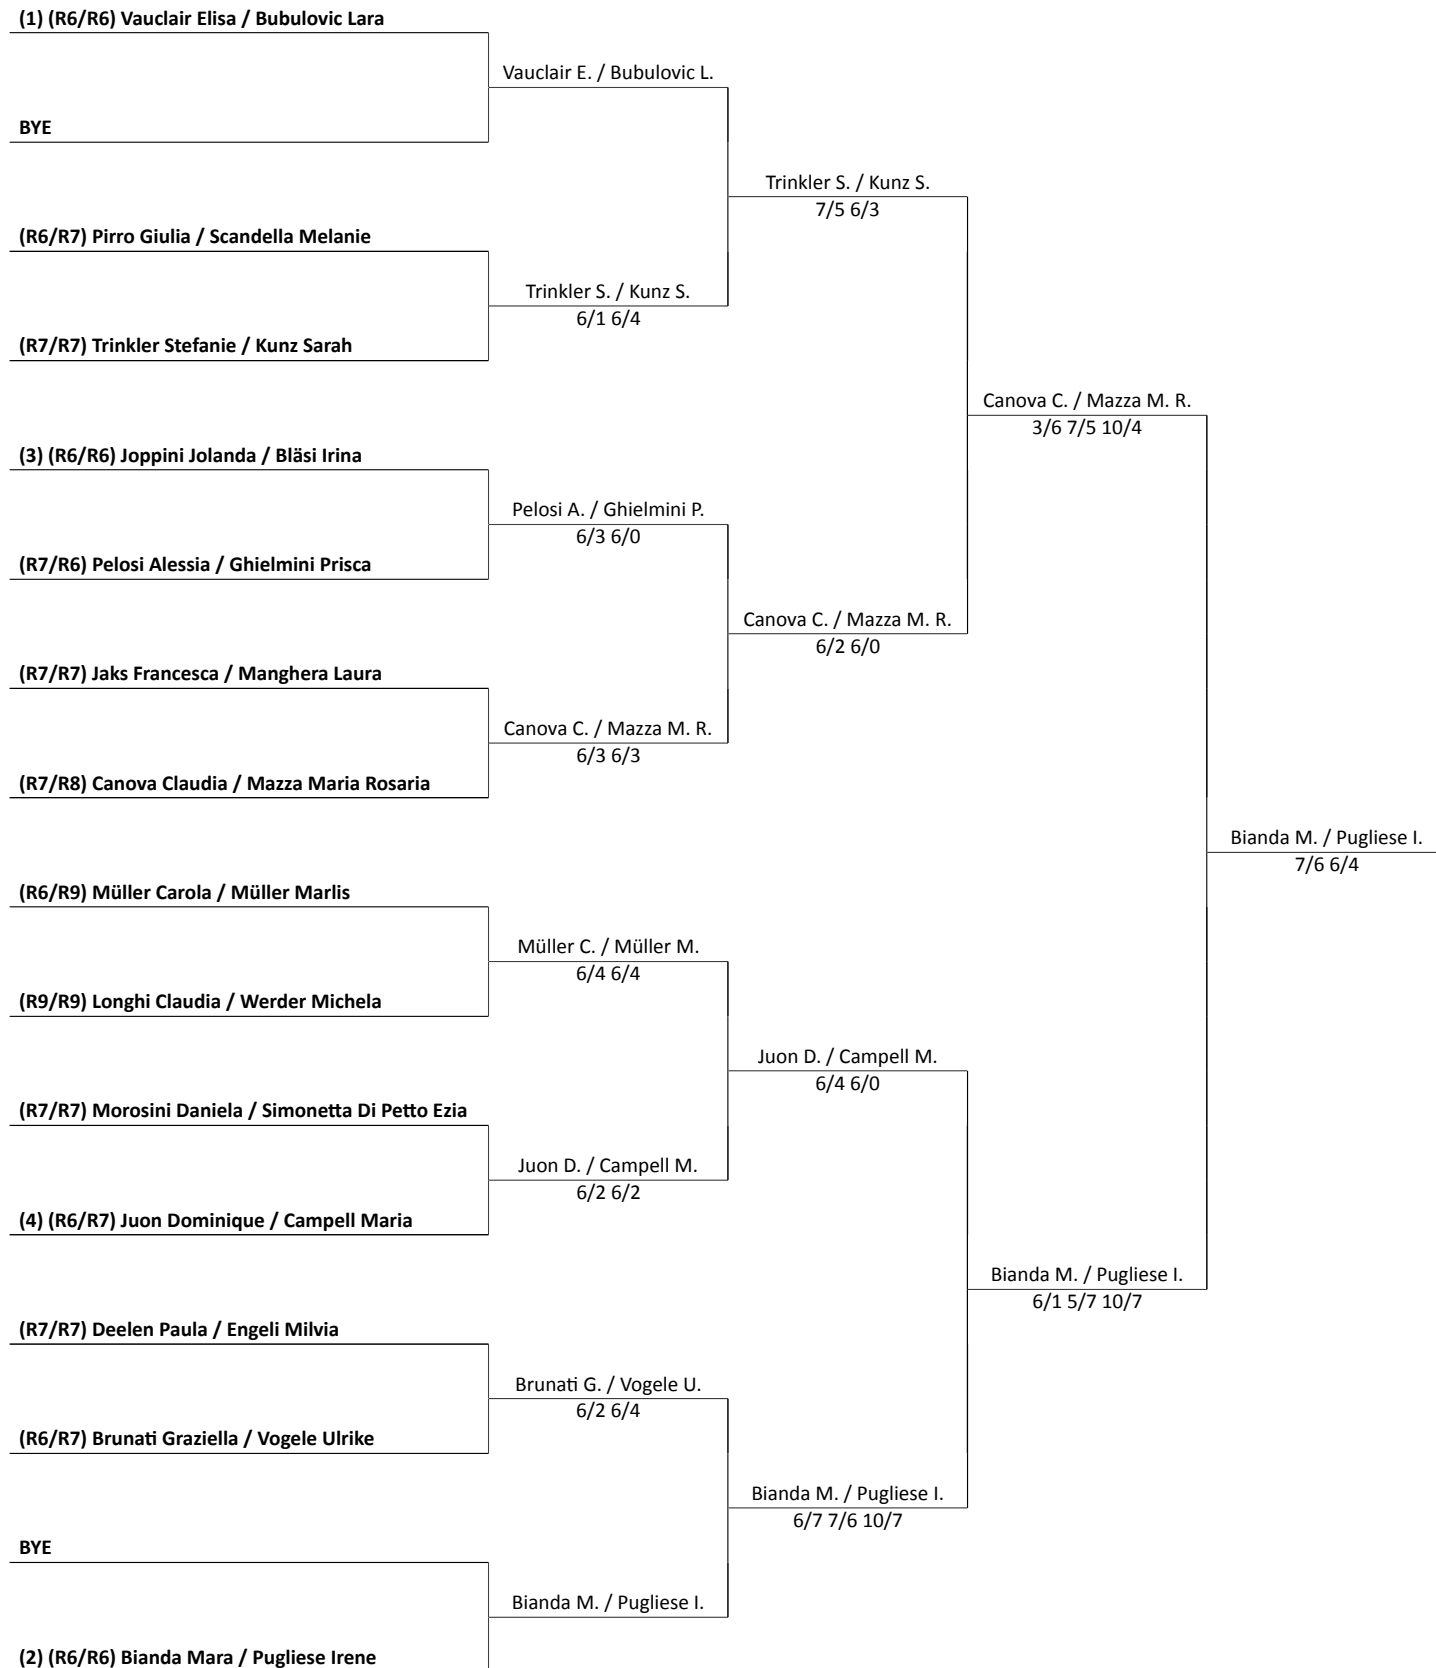 (1) (R6/R6) Vauclair Elisa / Bubulovic Lara
Vauclair E. / Bubulovic L.
BYE
Trinkler S. / Kunz S.
7/5 6/3
(R6/R7) Pirro Giulia / Scandella Melanie
Trinkler S. / Kunz S.
6/1 6/4
(R7/R7) Trinkler Stefanie / Kunz Sarah
Canova C. / Mazza M. R.
3/6 7/5 10/4
(3) (R6/R6) Joppini Jolanda / Bläsi Irina
Pelosi A. / Ghielmini P.
6/3 6/0
(R7/R6) Pelosi Alessia / Ghielmini Prisca
Canova C. / Mazza M. R.
6/2 6/0
(R7/R7) Jaks Francesca / Manghera Laura
Canova C. / Mazza M. R.
6/3 6/3
(R7/R8) Canova Claudia / Mazza Maria Rosaria
Bianda M. / Pugliese I.
7/6 6/4
(R6/R9) Müller Carola / Müller Marlis
Müller C. / Müller M.
6/4 6/4
(R9/R9) Longhi Claudia / Werder Michela
Juon D. / Campell M.
6/4 6/0
(R7/R7) Morosini Daniela / Simonetta Di Petto Ezia
Juon D. / Campell M.
6/2 6/2
(4) (R6/R7) Juon Dominique / Campell Maria
Bianda M. / Pugliese I.
6/1 5/7 10/7
(R7/R7) Deelen Paula / Engeli Milvia
Brunati G. / Vogele U.
6/2 6/4
(R6/R7) Brunati Graziella / Vogele Ulrike
Bianda M. / Pugliese I.
6/7 7/6 10/7
BYE
Bianda M. / Pugliese I.
(2) (R6/R6) Bianda Mara / Pugliese Irene